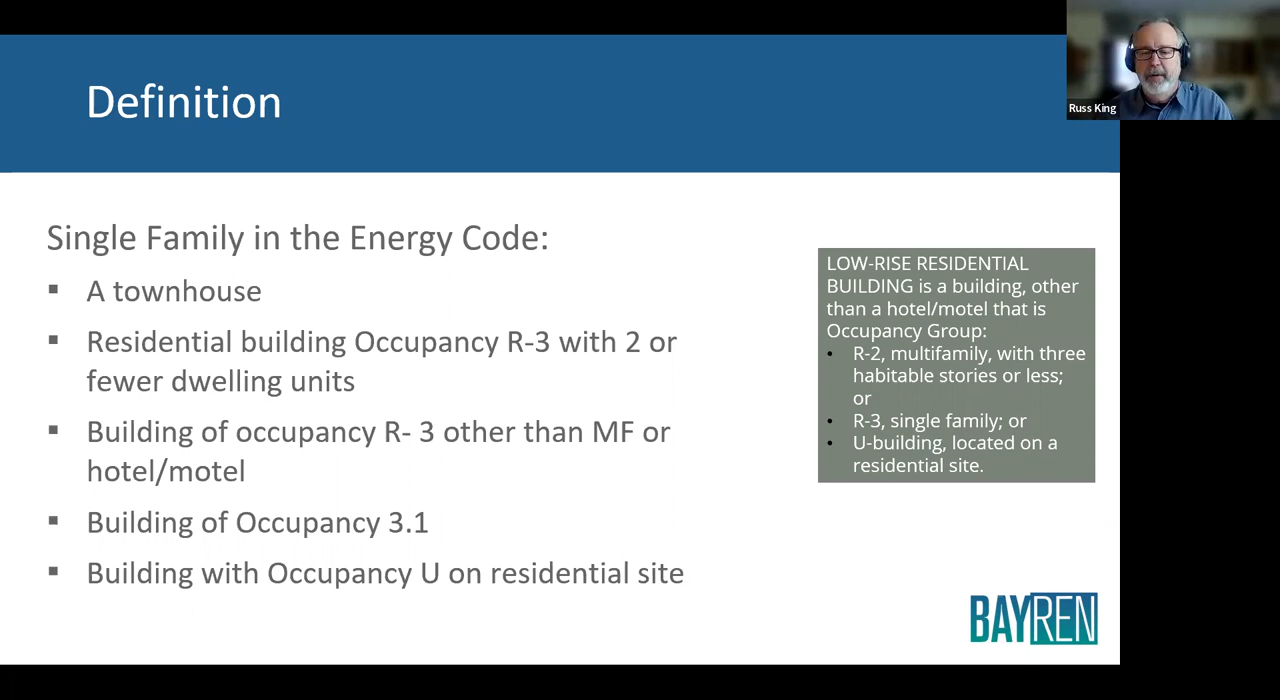 Definition
Russ King
Single Family in the Energy Code:
▪ A townhouse
▪ Residential building Occupancy R-3 with 2 or
fewer dwelling units
▪ Building of occupancy R- 3 other than MF or
hotel/motel
▪ Building of Occupancy 3.1
▪ Building with Occupancy U on residential site
LOW-RISE RESIDENTIAL
BUILDING is a building, other
than a hotel/motel that is
Occupancy Group:
• R-2, multifamily, with three
habitable stories or less;
or
• R-3, single family; or
• U-building, located on a
residential site.
BAYREN